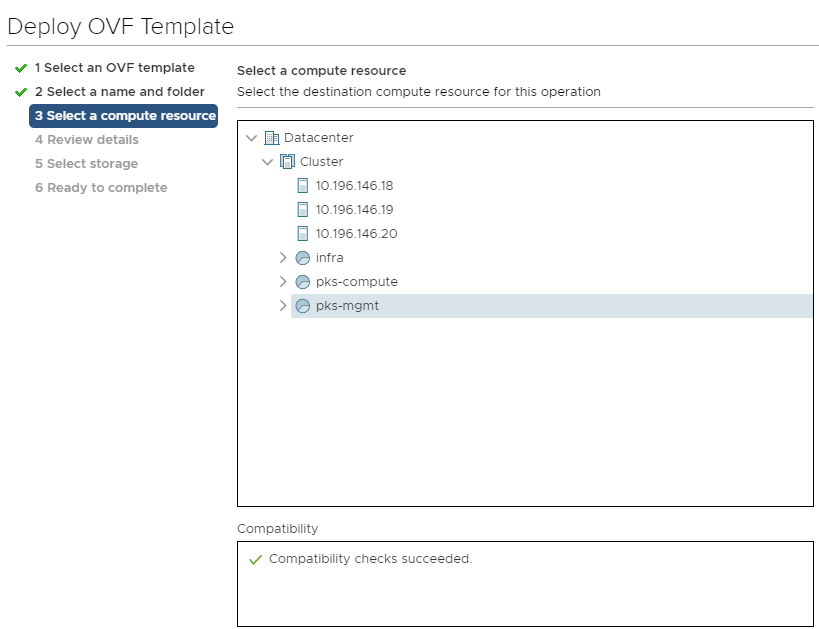 Deploy OVF Template
1 Select an OVF template
2 Select a name and folder
3 Select a compute resource
4 Review details
5 Select storage
6 Ready to complete
Select a compute resource
Select the destination compute resource for this operation
Datacenter
Cluster
10.196.146.18
10.196.146.19
10.196.146.20
infra
pks-compute
pks-mgmt
Compatibility
Compatibility checks succeeded.